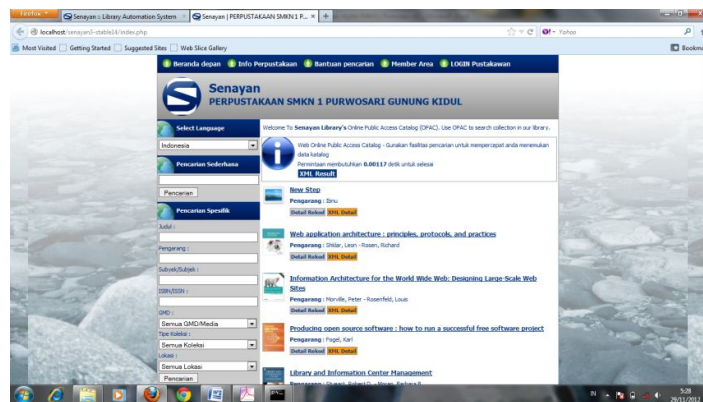 Firefox
Senayan :: Library Automation System
Senayan | PERPUSTAKAAN SMKN 1 P...
localhost/senayan3-stable14/index.php
Yahoo
Most Visited
Getting Started
Suggested Sites
Web Slice Gallery
Bookma
Beranda depan
Info Perpustakaan
Bantuan pencarian
Member Area
LOGIN Pustakawan
Senayan
PERPUSTAKAAN SMKN 1 PURWOSARI GUNUNG KIDUL
Select Language
Indonesia
Pencarian Sederhana
Pencarian
Pencarian Spesifik
Judul :
Pengarang :
Subyek/Subjek :
ISBN/ISSN :
GMD :
Semua GMD/Media
Tipe Koleksi :
Semua Koleksi
Lokasi :
Semua Lokasi
Pencarian
Welcome To Senayan Library's Online Public Access Catalog (OPAC). Use OPAC to search collection in our library.
Web Online Public Access Catalog - Gunakan fasilitas pencarian untuk mempercepat anda menemukan
data katalog
Permintaan membutuhkan 0.00117 detik untuk selesai
XML Result
New Step
Pengarang : Ibnu
Detail Rekod XML Detail
Web application architecture : principles, protocols, and practices
Pengarang : Shklar, Leon - Rosen, Richard
Detail Rekod XML Detail
Information Architecture for the World Wide Web: Designing Large-Scale Web
Sites
Pengarang : Morville, Peter - Rosenfeld, Louis
Detail Rekod XML Detail
Producing open source software : how to run a successful free software project
Pengarang : Fogel, Karl
Detail Rekod XML Detail
Library and Information Center Management
IN
5:28
29/11/2012